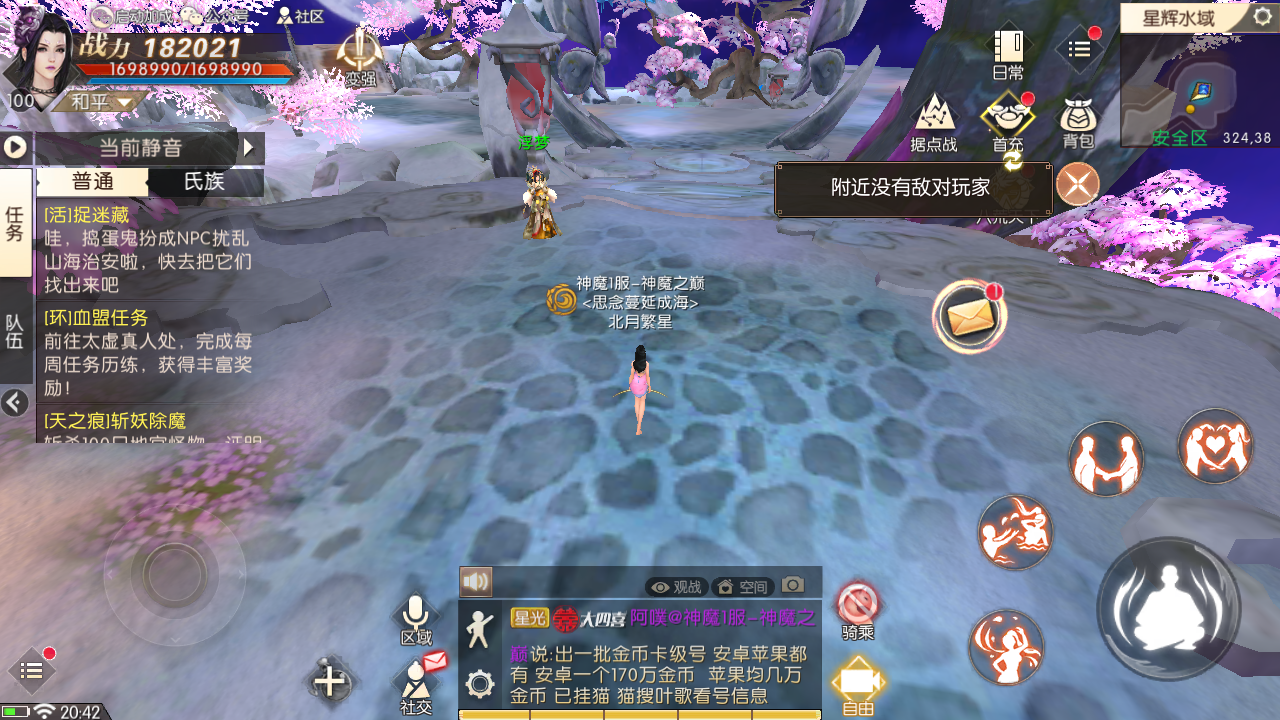 启动加成
公众号
社区
战力 182021
1698990/1698990
100
和平
变强
当前静音
普通
氏族
任务
队伍
[活]捉迷藏
哇，捣蛋鬼扮成NPC扰乱
山海治安啦，快去把它们
找出来吧
[环]血盟任务
前往太虚真人处，完成每
周任务历练，获得丰富奖
励！
[天之痕]斩妖除魔
浮梦
神魔1服-神魔之巅
<思念蔓延成海>
北月繁星
日常
据点战
首充
背包
星辉水域
安全区
324,38
附近没有敌对玩家
观战
空间
星光 大四喜 阿噗@神魔1服-神魔之
巅说:出一批金币卡级号 安卓苹果都
有 安卓一个170万金币 苹果均几万
金币 已挂猫 猫搜叶歌看号信息
区域
社交
骑乘
自由
20:42